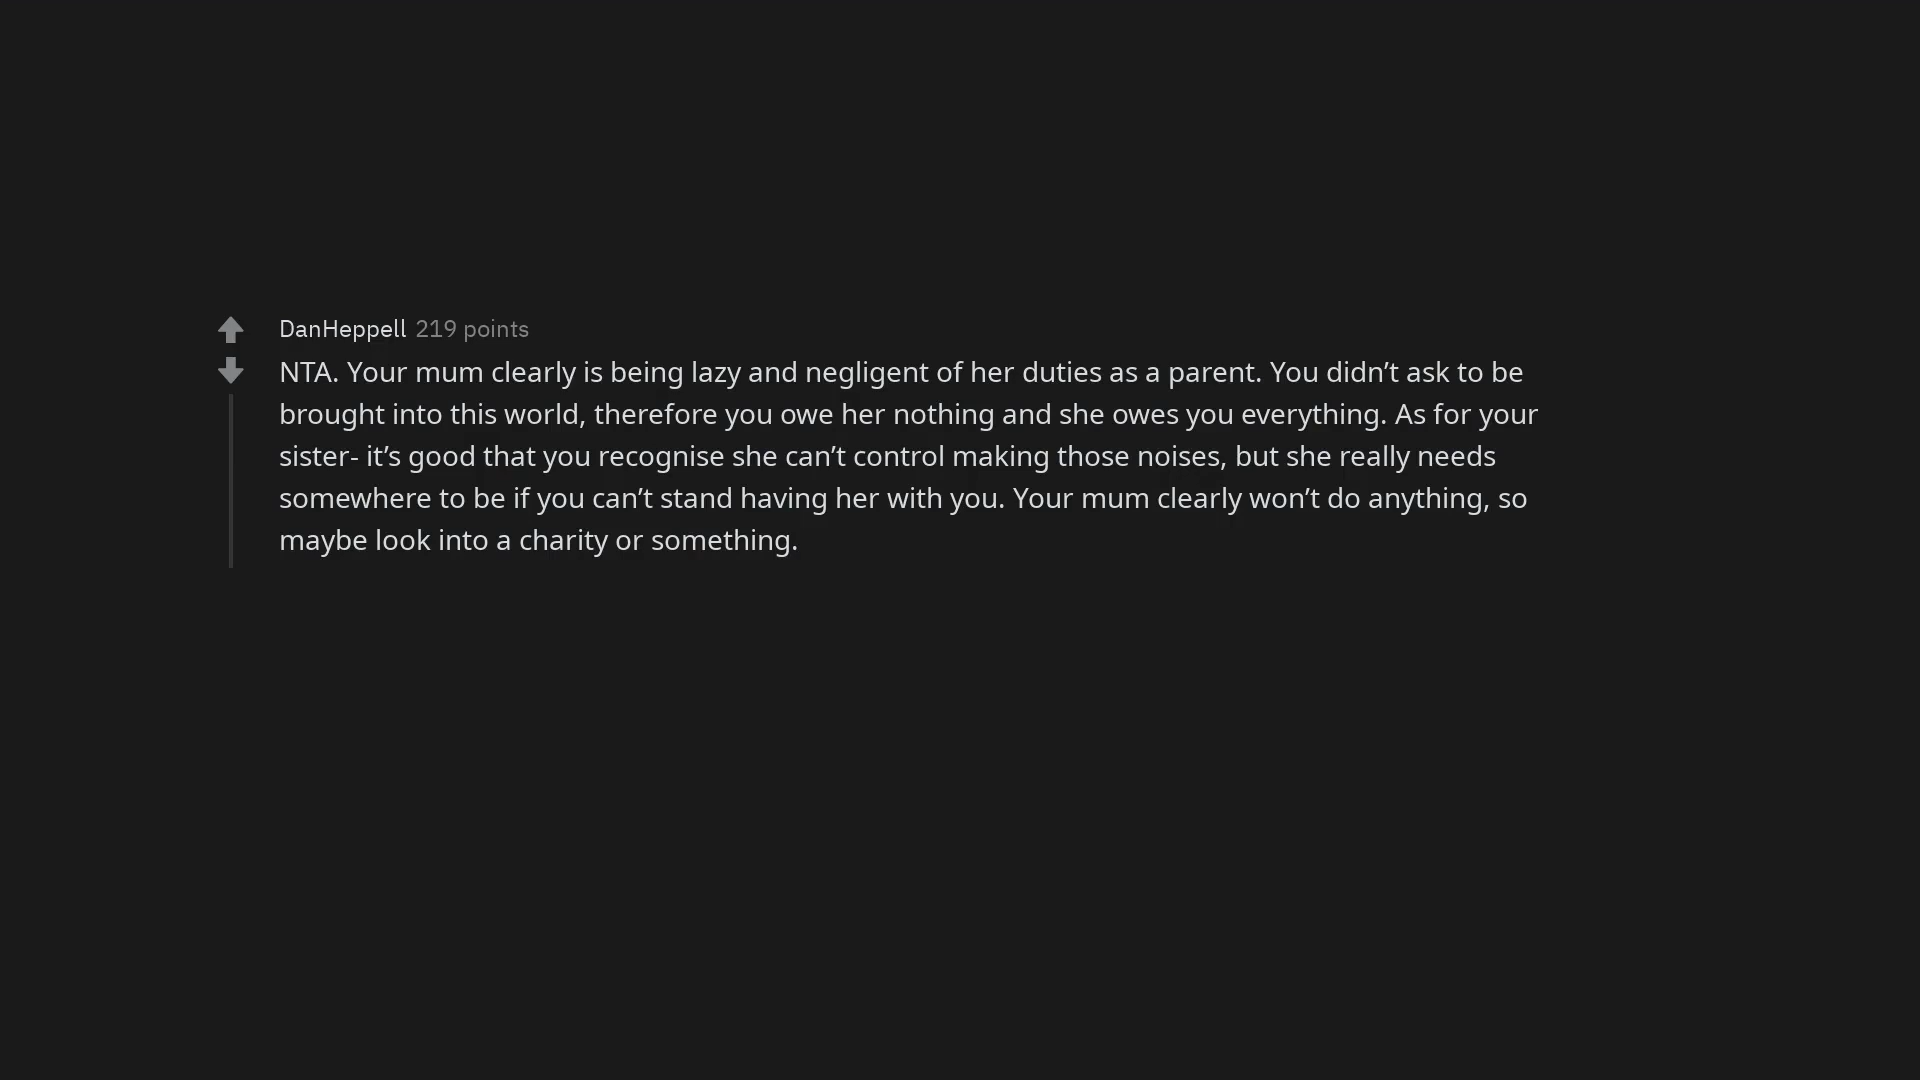 DanHeppell 219 points
NTA. Your mum clearly is being lazy and negligent of her duties as a parent. You didn’t ask to be
brought into this world, therefore you owe her nothing and she owes you everything. As for your
sister- it’s good that you recognise she can’t control making those noises, but she really needs
somewhere to be if you can’t stand having her with you. Your mum clearly won’t do anything, so
maybe look into a charity or something.